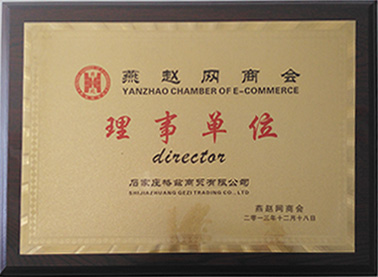 燕赵网商会
YANZHAO CHAMBER OF E-COMMERCE
理事单位
director
石家庄格兹商贸有限公司
SHIJIAZHUANG GEZI TRADING CO., LTD
燕赵网商会
二零一三年十二月十八日